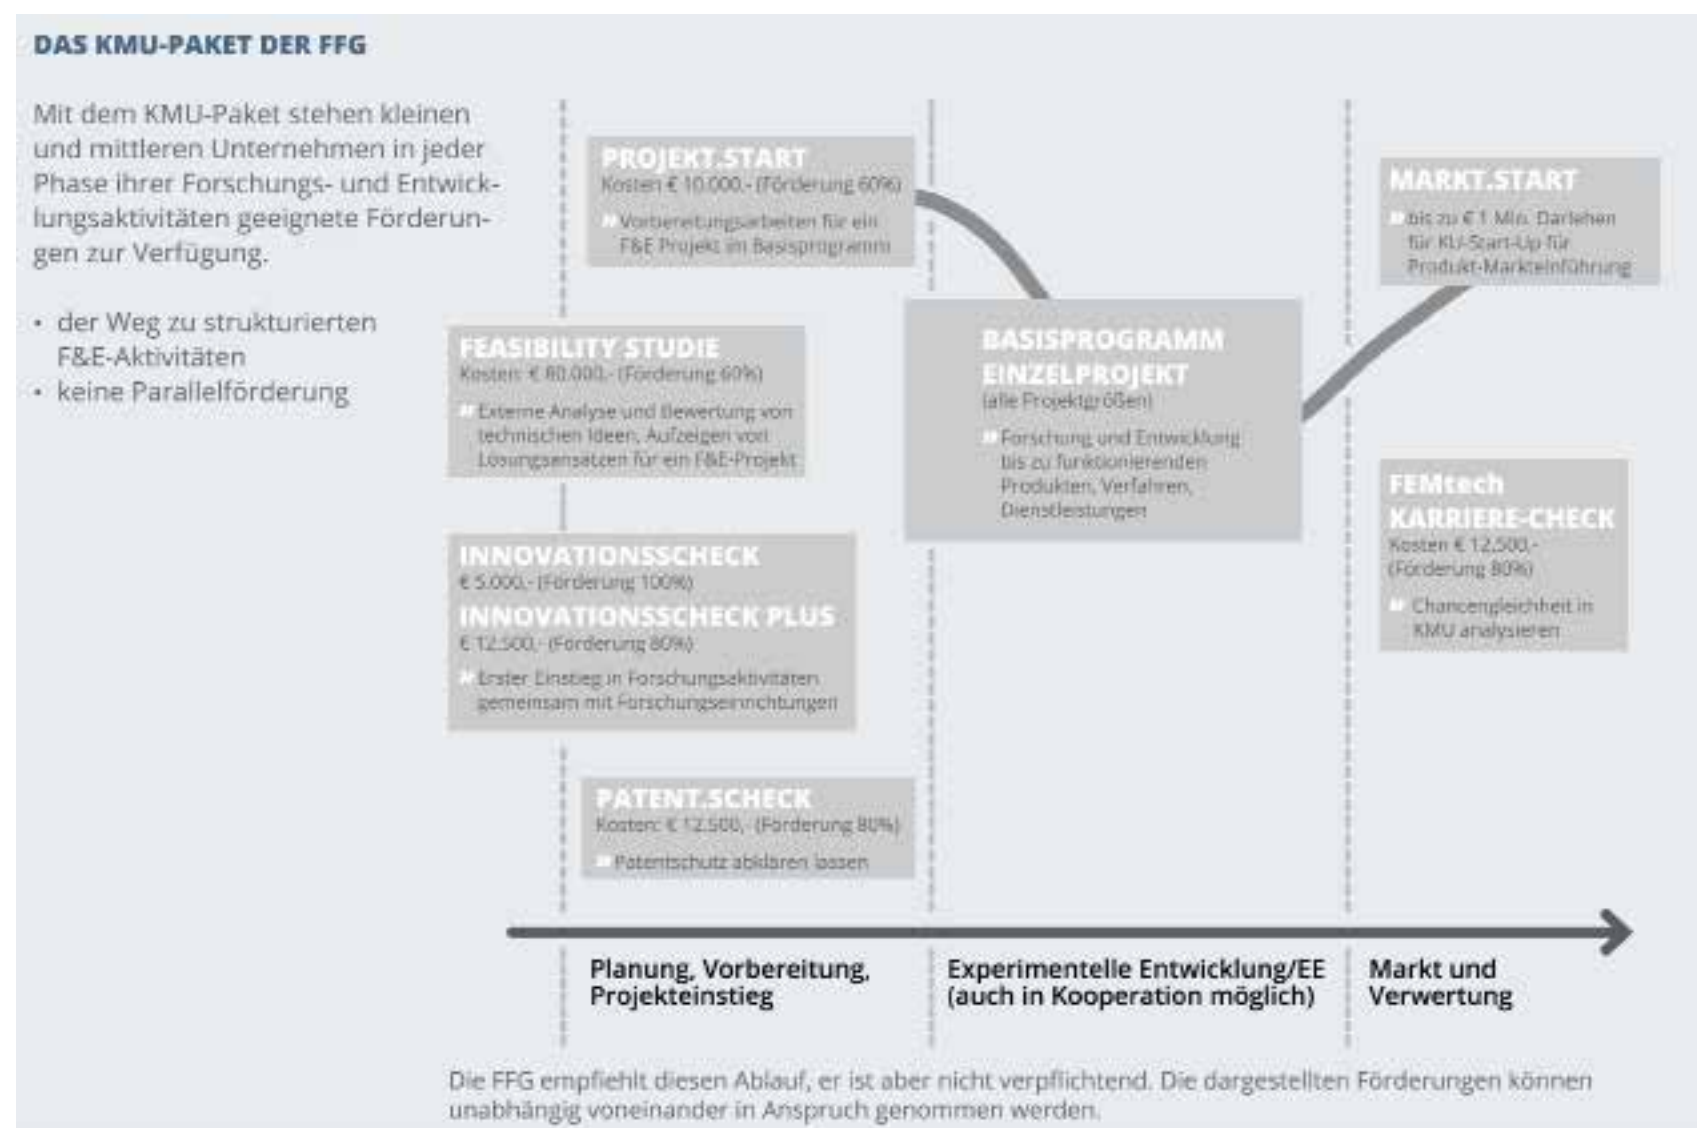 DAS KMU-PAKET DER FFG
Mit dem KMU-Paket stehen kleinen
und mittleren Unternehmen in jeder
Phase ihrer Forschungs- und Entwick-
lungsaktivitäten geeignete Förderun-
gen zur Verfügung.
• der Weg zu strukturierten
F&E-Aktivitäten
• keine Parallelförderung
PROJEKT.START
Kosten € 10.000,- (Förderung 60%)
» Vorbereitungsarbeiten für ein
F&E Projekt im Basisprogramm
FEASIBILITY STUDIE
Kosten: € 80.000,- (Förderung 60%)
» Externe Analyse und Bewertung von
technischen Ideen, Aufzeigen von
Lösungsansätzen für ein F&E-Projekt
INNOVATIONSSCHECK
€ 5.000,- (Förderung 100%)
INNOVATIONSSCHECK PLUS
€ 12.500,- (Förderung 80%)
» Erster Einstieg in Forschungsaktivitäten
gemeinsam mit Forschungseinrichtungen
PATENT.SCHECK
Kosten: € 12.500,- (Förderung 80%)
» Patentschutz abklären lassen
BASISPROGRAMM
EINZELPROJEKT
(alle Projektgrößen)
» Forschung und Entwicklung
bis zu funktionierenden
Produkten, Verfahren,
Dienstleistungen
MARKT.START
» bis zu € 1 Mio. Darlehen
für KU-Start-Up für
Produkt-Markteinführung
FEMtech
KARRIERE-CHECK
Kosten € 12.500,-
(Förderung 80%)
» Chancengleichheit in
KMU analysieren
Planung, Vorbereitung,
Projekteinstieg
Experimentelle Entwicklung/EE
(auch in Kooperation möglich)
Markt und
Verwertung
Die FFG empfiehlt diesen Ablauf, er ist aber nicht verpflichtend. Die dargestellten Förderungen können
unabhängig voneinander in Anspruch genommen werden.